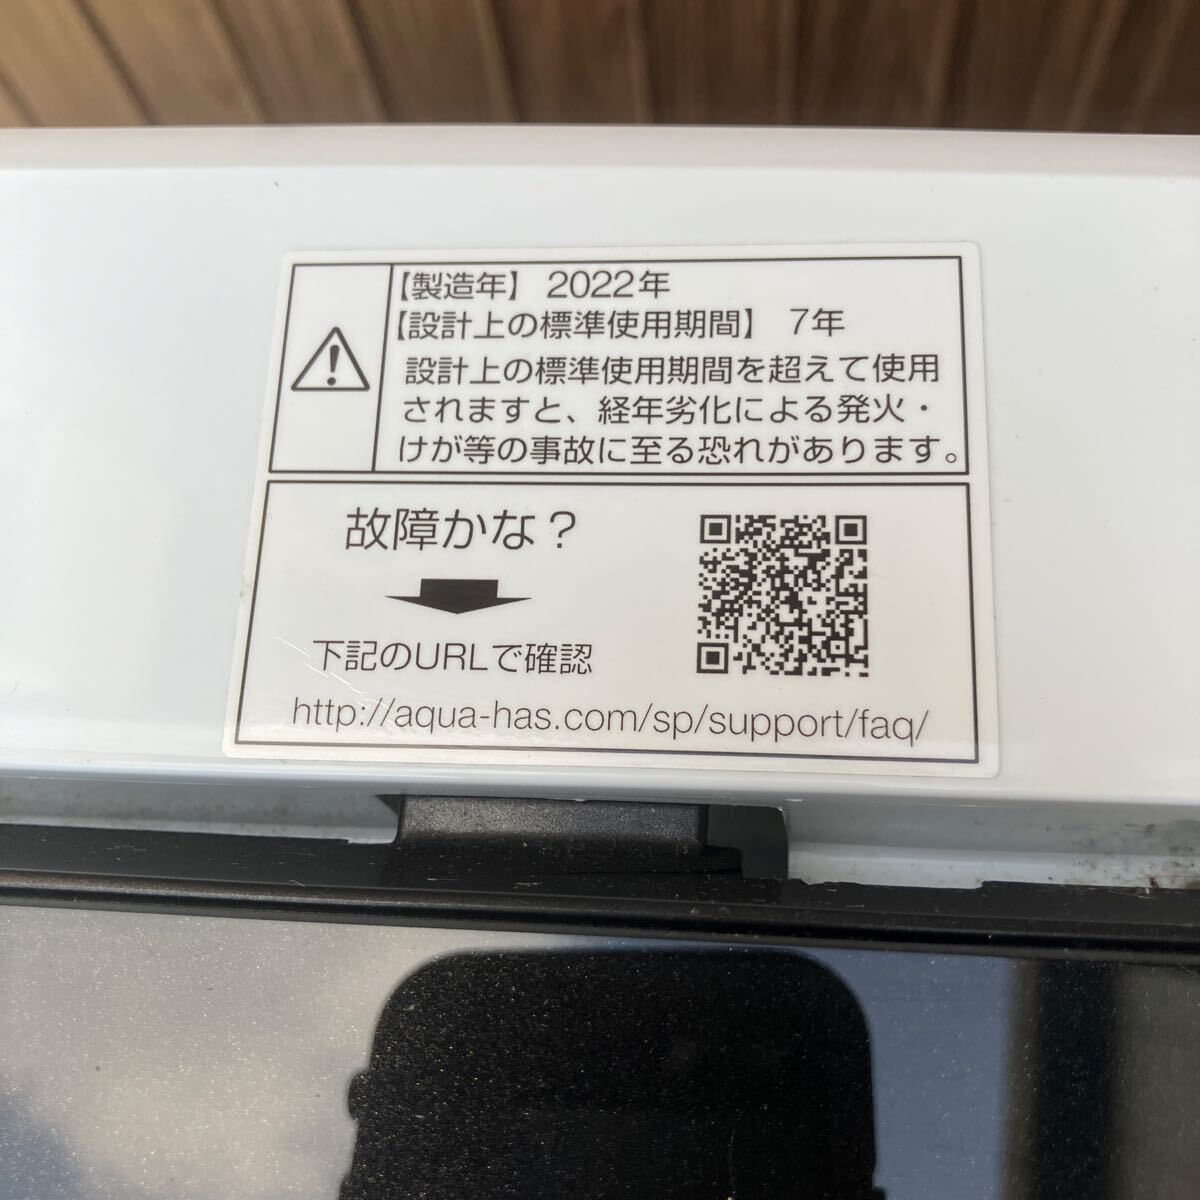 【製造年】 2022年
【設計上の標準使用期間】 7年
設計上の標準使用期間を超えて使用
されますと、経年劣化による発火・
けが等の事故に至る恐れがあります。
故障かな？
下記のURLで確認
http://aqua-has.com/sp/support/faq/